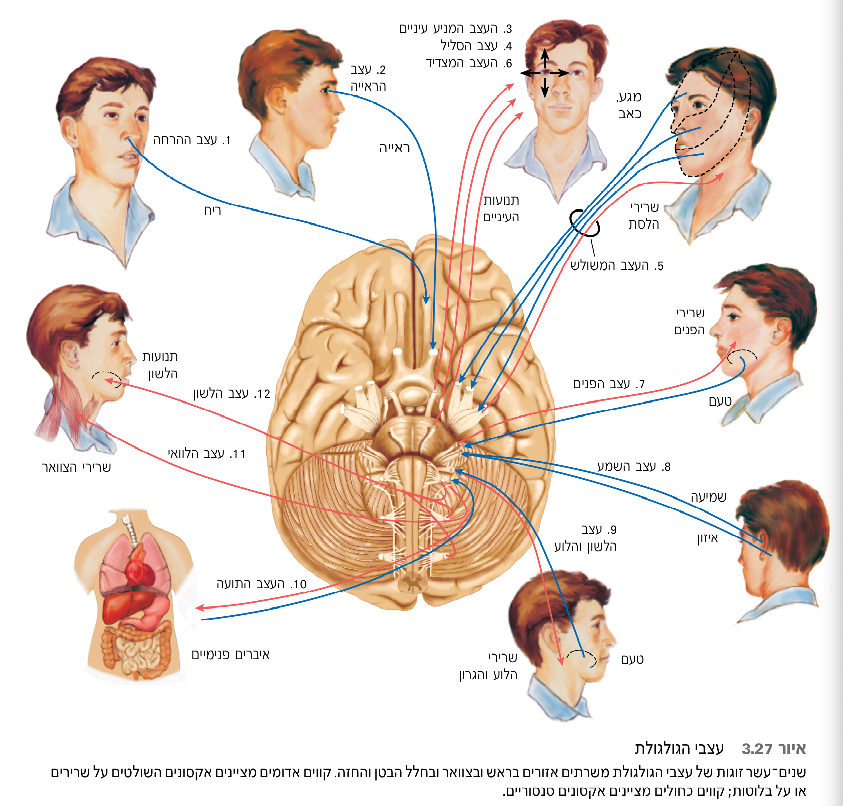 3. העצב המניע עיניים
4. עצב הסליל
6. העצב המצדיד
2. עצב
הראייה
מגע,
כאב
1. עצב ההרחה
ראייה
ריח
תנועות
העיניים
שרירי
הלסת
5. העצב המשולש
שרירי
הפנים
תנועות
הלשון
12. עצב הלשון
7. עצב הפנים
טעם
11. עצב הלוואי
שרירי הצוואר
8. עצב השמע
שמיעה
איזון
9. עצב
הלשון והלוע
10. העצב התועה
איברים פנימיים
שרירי
הלוע והגרון
טעם
איור 3.27 עצבי הגולגולת
שנים־עשר זוגות של עצבי הגולגולת משרתים אזורים בראש ובצוואר ובחלל הבטן והחזה. קווים אדומים מציינים אקסונים השולטים על שרירים
או על בלוטות; קווים כחולים מציינים אקסונים סנסוריים.